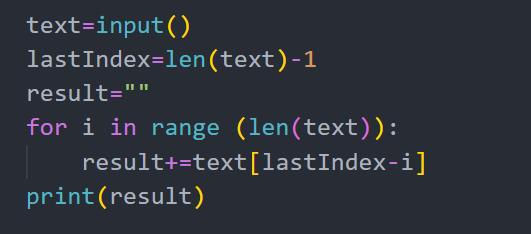 text=input()
lastIndex=len(text)-1
result=""
for i in range (len(text)):
    result+=text[lastIndex-i]
print(result)